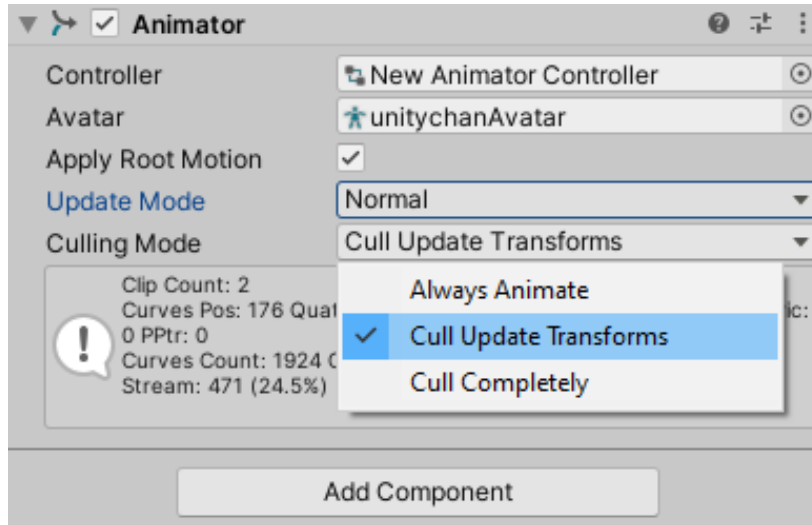 Animator
Controller New Animator Controller
Avatar unitychanAvatar
Apply Root Motion
Update Mode Normal
Culling Mode Cull Update Transforms
Always Animate
Cull Update Transforms
Cull Completely
Clip Count: 2
Curves Pos: 176 Quat
0 PPtr: 0
Curves Count: 1924
Stream: 471 (24.5%)
Add Component